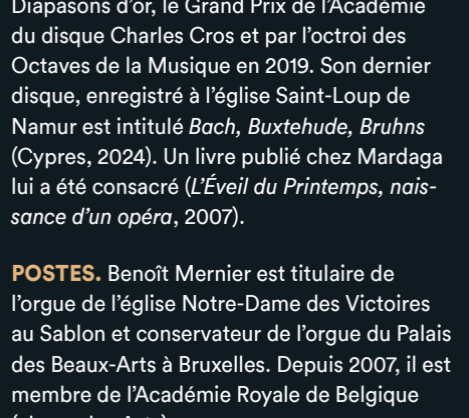 Diapasons d'or, le Grand Prix de l'Académie
du disque Charles Cros et par l'octroi des
Octaves de la Musique en 2019. Son dernier
disque, enregistré à l'église Saint-Loup de
Namur est intitulé Bach, Buxtehude, Bruhns
(Cypres, 2024). Un livre publié chez Mardaga
lui a été consacré (L'Éveil du Printemps, nais-
sance d'un opéra, 2007).
POSTES. Benoît Mernier est titulaire de
l'orgue de l'église Notre-Dame des Victoires
au Sablon et conservateur de l'orgue du Palais
des Beaux-Arts à Bruxelles. Depuis 2007, il est
membre de l'Académie Royale de Belgique